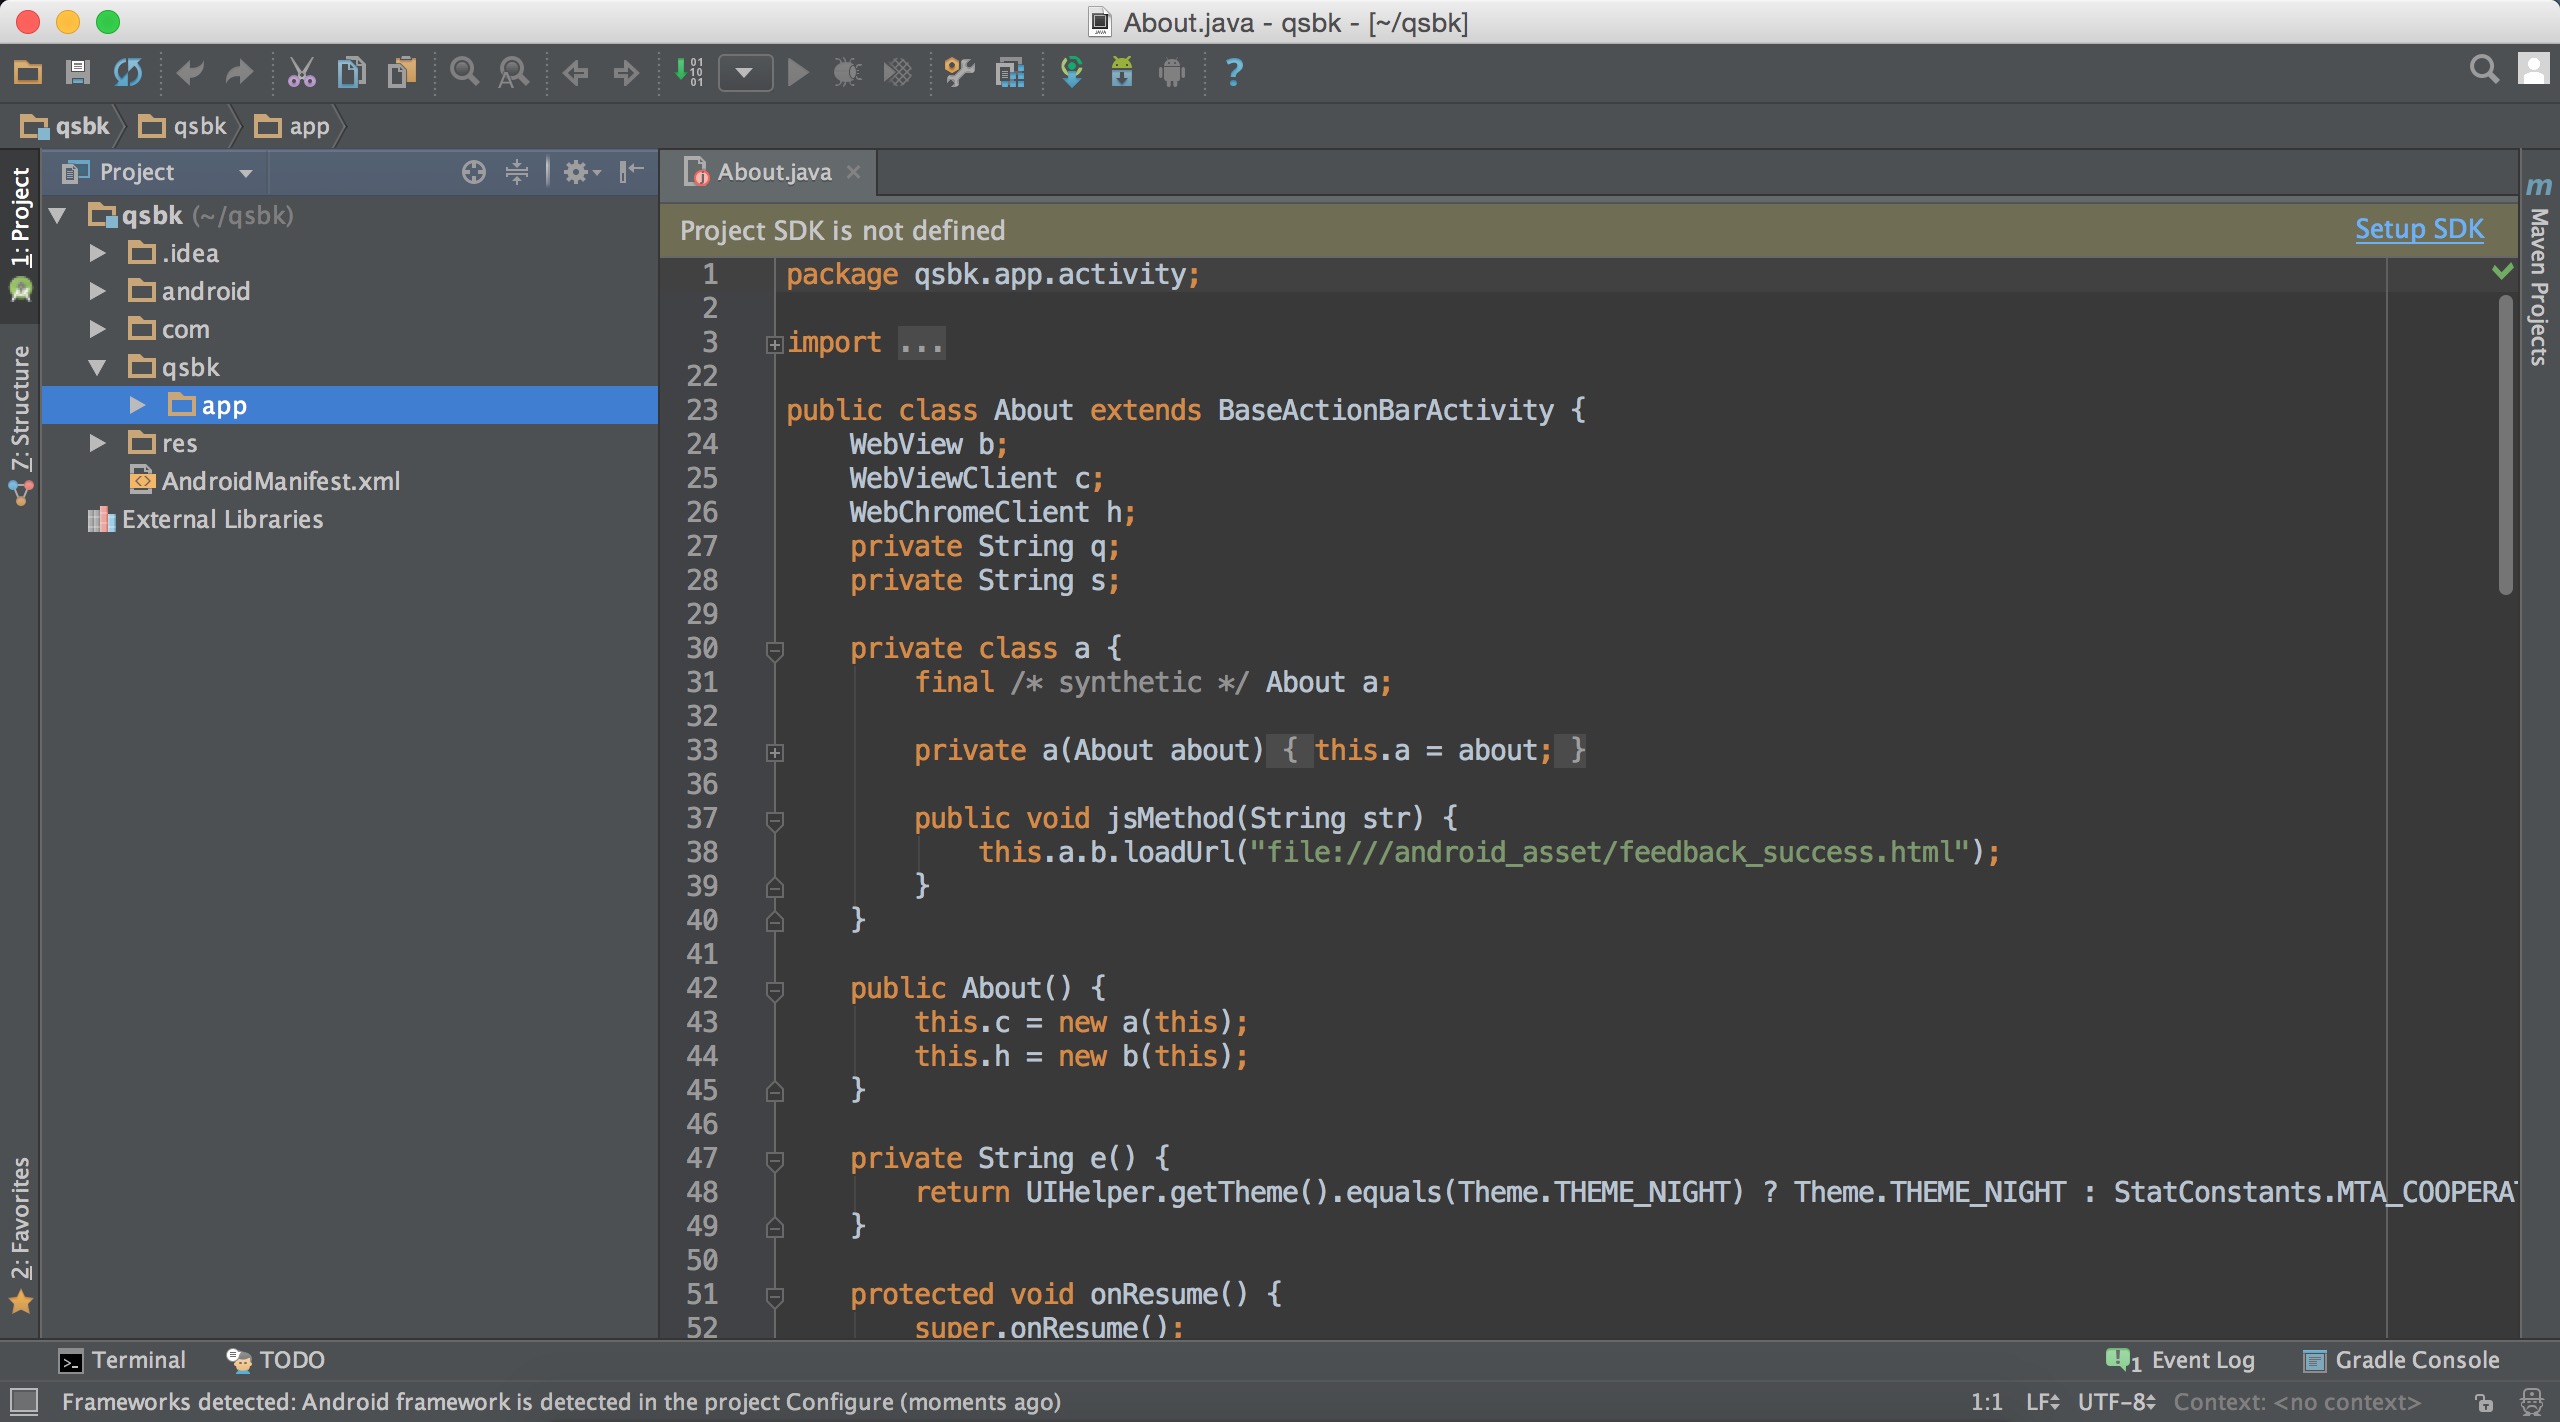 About.java - qsbk - [~/qsbk]
qsbk
qsbk
app
1: Project
7: Structure
2: Favorites
Project
qsbk (~/qsbk)
.idea
android
com
qsbk
app
res
AndroidManifest.xml
External Libraries
About.java
Project SDK is not defined
Setup SDK
Maven Projects
1 package qsbk.app.activity;
2
3 import ...
22
23 public class About extends BaseActionBarActivity {
24 WebView b;
25 WebViewClient c;
26 WebChromeClient h;
27 private String q;
28 private String s;
29
30 private class a {
31 final /* synthetic */ About a;
32
33 private a(About about) { this.a = about; }
36
37 public void jsMethod(String str) {
38 this.a.b.loadUrl("file:///android_asset/feedback_success.html");
39 }
40 }
41
42 public About() {
43 this.c = new a(this);
44 this.h = new b(this);
45 }
46
47 private String e() {
48 return UIHelper.getTheme().equals(Theme.THEME_NIGHT) ? Theme.THEME_NIGHT : StatConstants.MTA_COOPERA
49 }
50
51 protected void onResume() {
52 super.onResume();
Terminal
TODO
1 Event Log
Gradle Console
Frameworks detected: Android framework is detected in the project Configure (moments ago)
1:1
LF
UTF-8
Context: <no context>